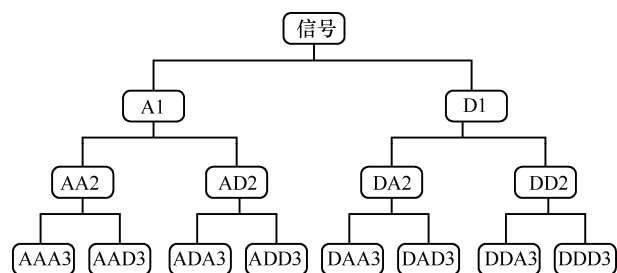 信号
A1 D1
AA2 AD2 DA2 DD2
AAA3 AAD3 ADA3 ADD3 DAA3 DAD3 DDA3 DDD3